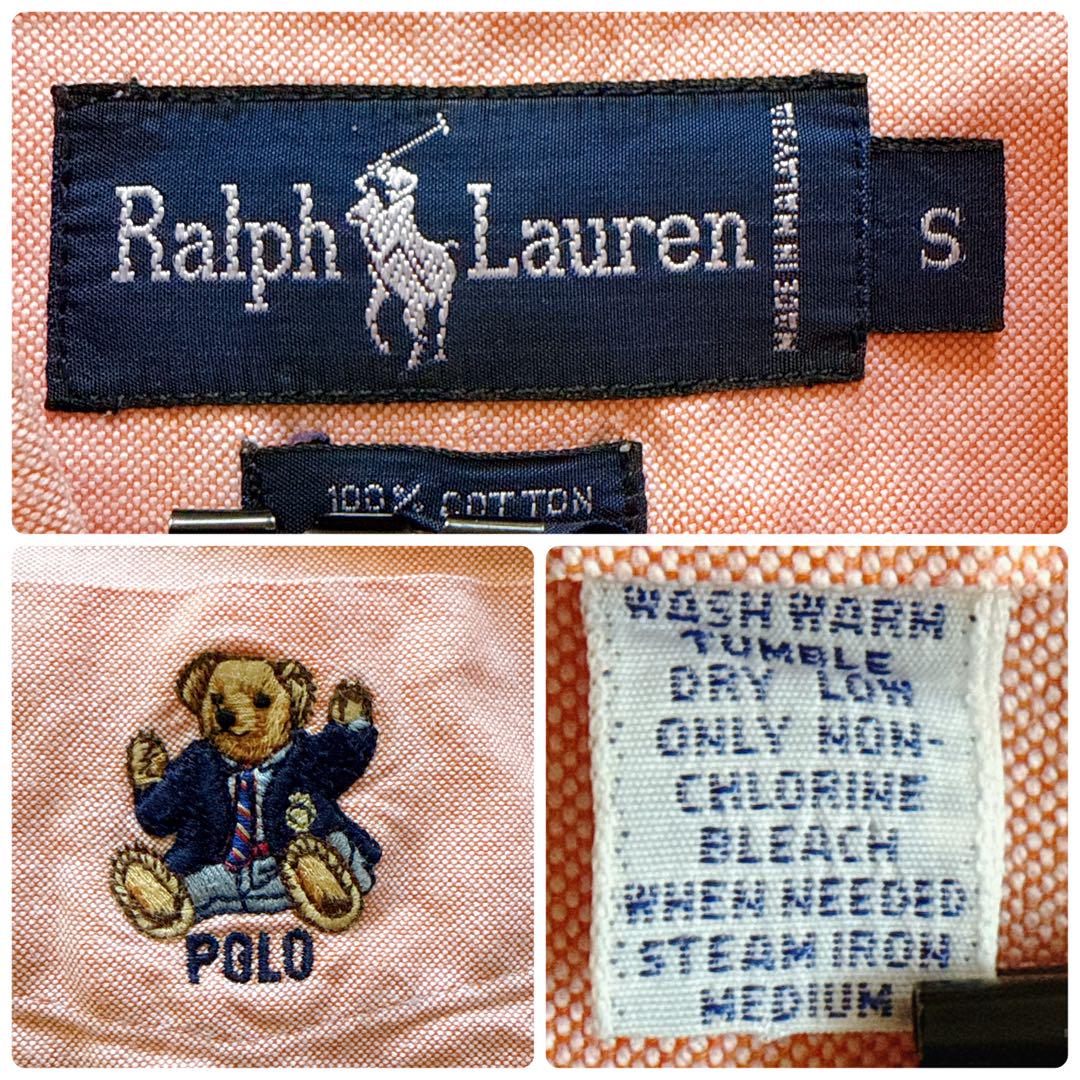 Ralph Lauren
MADE IN MALAYSIA
S
100% COTTON
POLO
WASH WARM
TUMBLE
DRY LOW
ONLY NON-
CHLORINE
BLEACH
WHEN NEEDED
STEAM IRON
MEDIUM